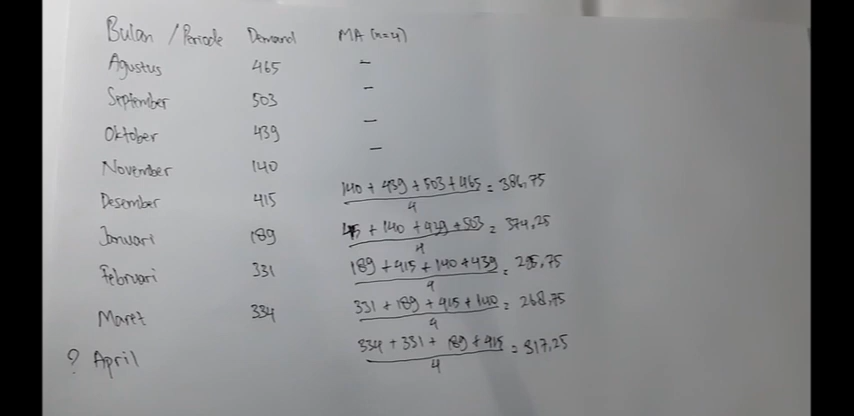 Bulan / Periode Demand MA (n=4)
Agustus 465 -
September 503 -
Oktober 439 -
November 140 -
Desember 415 140 + 439 + 503 + 465 / 4 = 386,75
Januari 189 415 + 140 + 439 + 503 / 4 = 374,25
Februari 331 189 + 415 + 140 + 439 / 4 = 295,75
Maret 334 331 + 189 + 415 + 140 / 4 = 268,75
? April 334 + 331 + 189 + 415 / 4 = 317,25